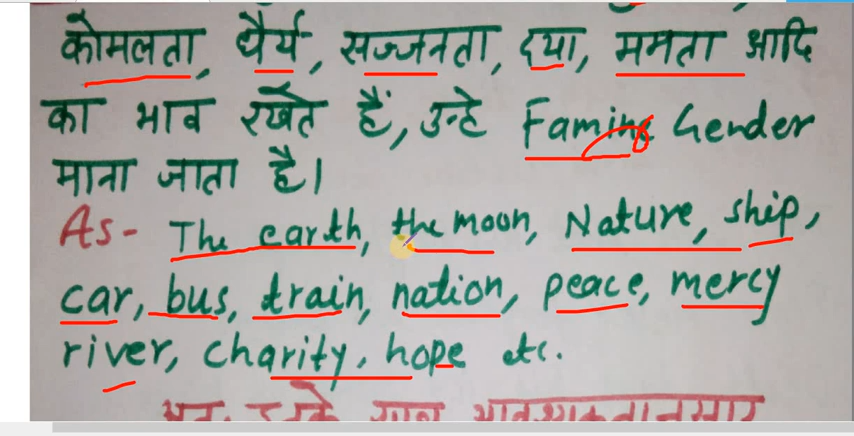 कोमलता, धैर्य, सज्जनता, दया, ममता आदि
का भाव रखते हैं, उन्हे Famine Gender
माना जाता है।
As- The earth, the moon, Nature, ship,
car, bus, train, nation, peace, mercy
river, charity, hope etc.